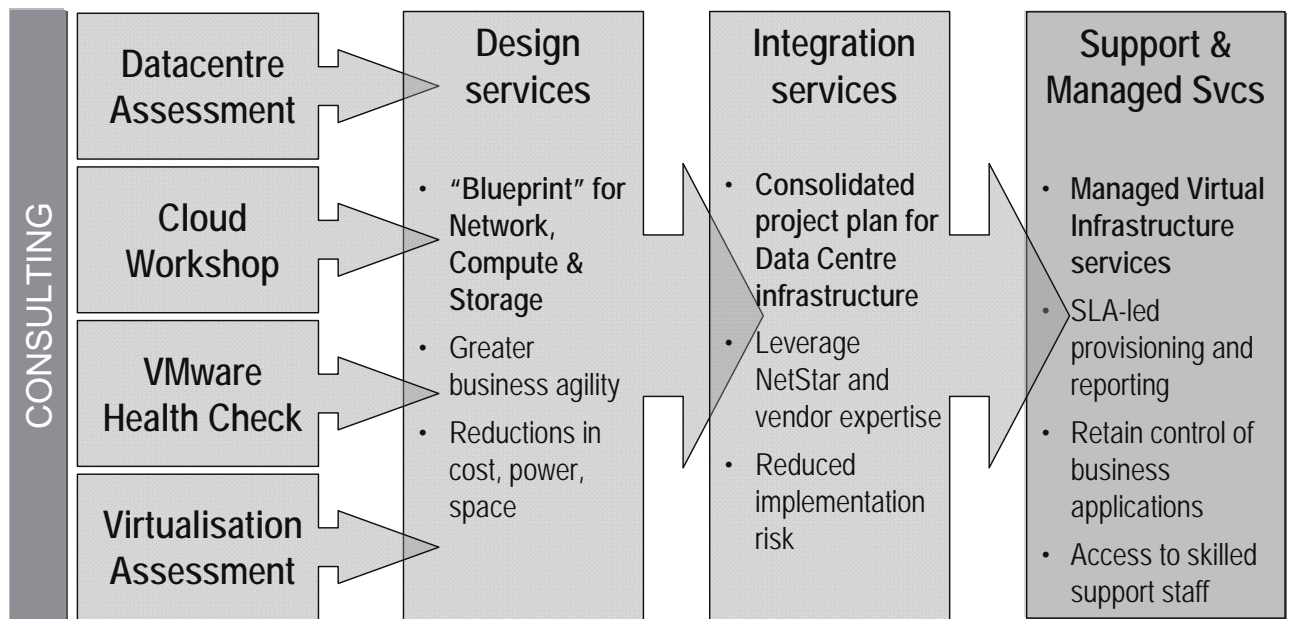 CONSULTING
Datacentre
Assessment
Cloud
Workshop
VMware
Health Check
Virtualisation
Assessment
Design
services
• “Blueprint” for
Network,
Compute &
Storage
• Greater
business agility
• Reductions in
cost, power,
space
Integration
services
• Consolidated
project plan for
Data Centre
infrastructure
• Leverage
NetStar and
vendor expertise
• Reduced
implementation
risk
Support &
Managed Svcs
• Managed Virtual
Infrastructure
services
• SLA-led
provisioning and
reporting
• Retain control of
business
applications
• Access to skilled
support staff